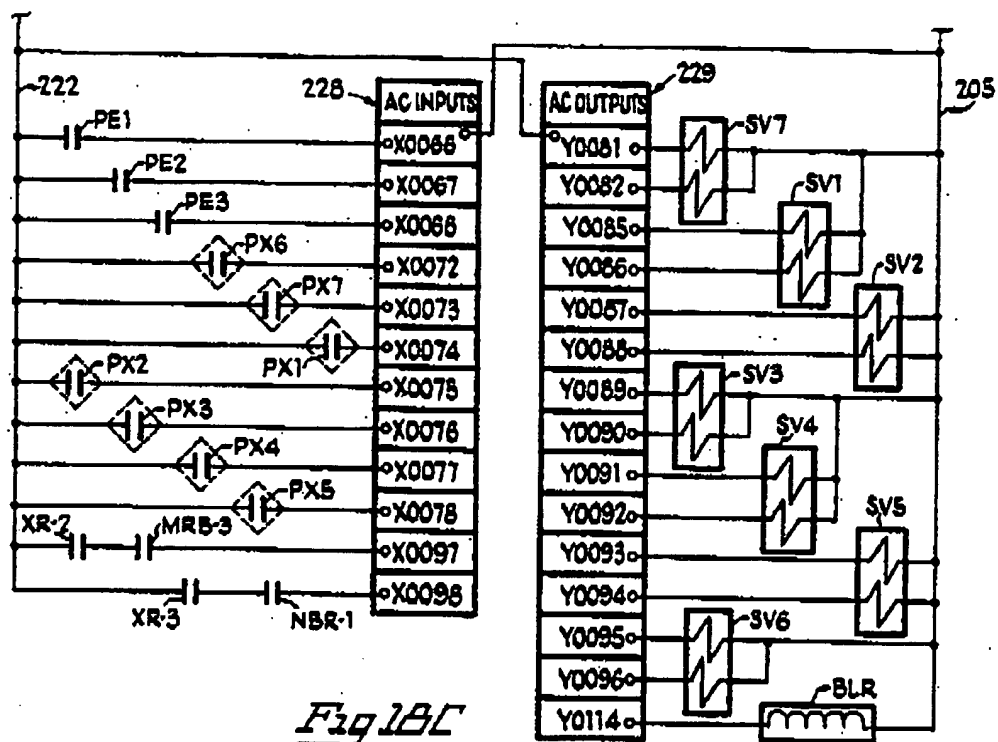 222
228
AC INPUTS
AC OUTPUTS
229
205
PE1
X0066
Y0081
SV7
PE2
X0067
Y0082
PE3
X0068
Y0085
SV1
PX6
X0072
Y0086
SV2
PX7
X0073
Y0087
PX1
X0074
Y0088
PX2
X0075
Y0089
SV3
PX3
X0076
Y0090
SV4
PX4
X0077
Y0091
PX5
X0078
Y0092
SV5
XR-2
MRB-3
X0097
Y0093
XR-3
NBR-1
X0098
Y0094
Y0095
SV6
Y0096
BLR
Y0114
Fig 18C